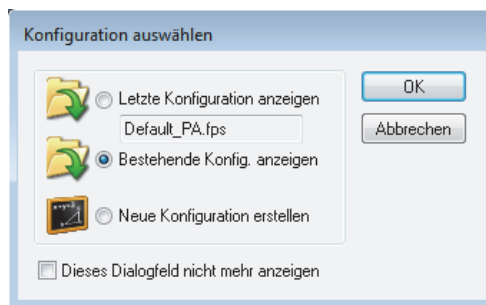 Konfiguration auswählen
Letzte Konfiguration anzeigen
Default_PA.fps
Bestehende Konfig. anzeigen
Neue Konfiguration erstellen
Dieses Dialogfeld nicht mehr anzeigen
OK
Abbrechen